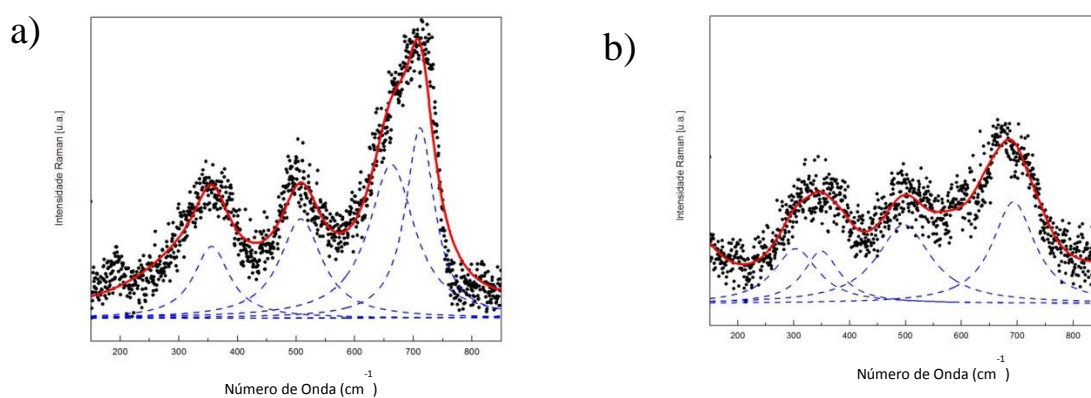 a)
Intensidade Raman [u.a.]
200 300 400 500 600 700 800
Número de Onda (cm-1)
b)
Intensidade Raman [u.a.]
200 300 400 500 600 700 800
Número de Onda (cm-1)